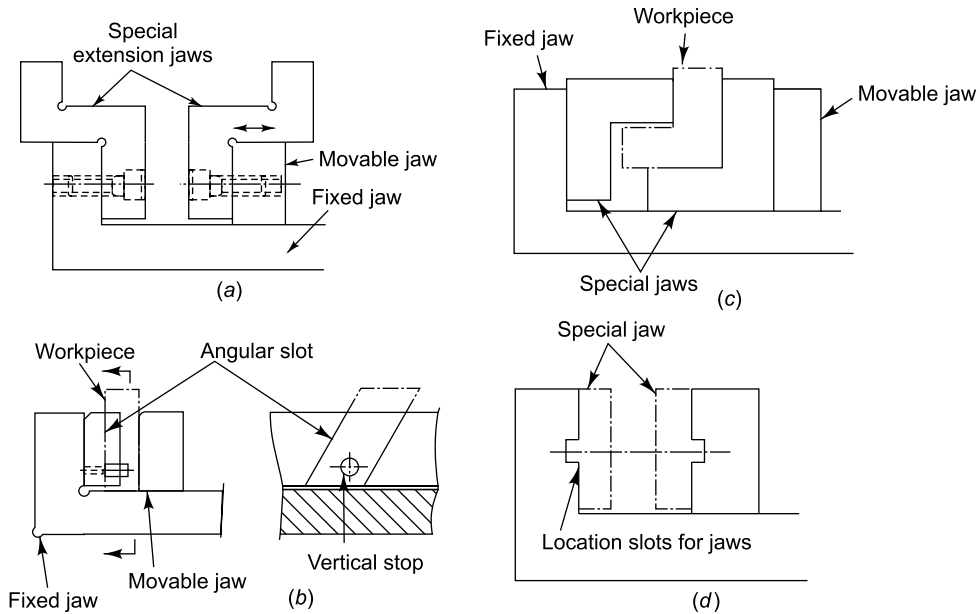 Special
extension jaws
Movable jaw
Fixed jaw
(a)
Workpiece
Fixed jaw
Movable jaw
Special jaws
(c)
Workpiece
Angular slot
Vertical stop
Movable jaw
Fixed jaw
(b)
Special jaw
Location slots for jaws
(d)